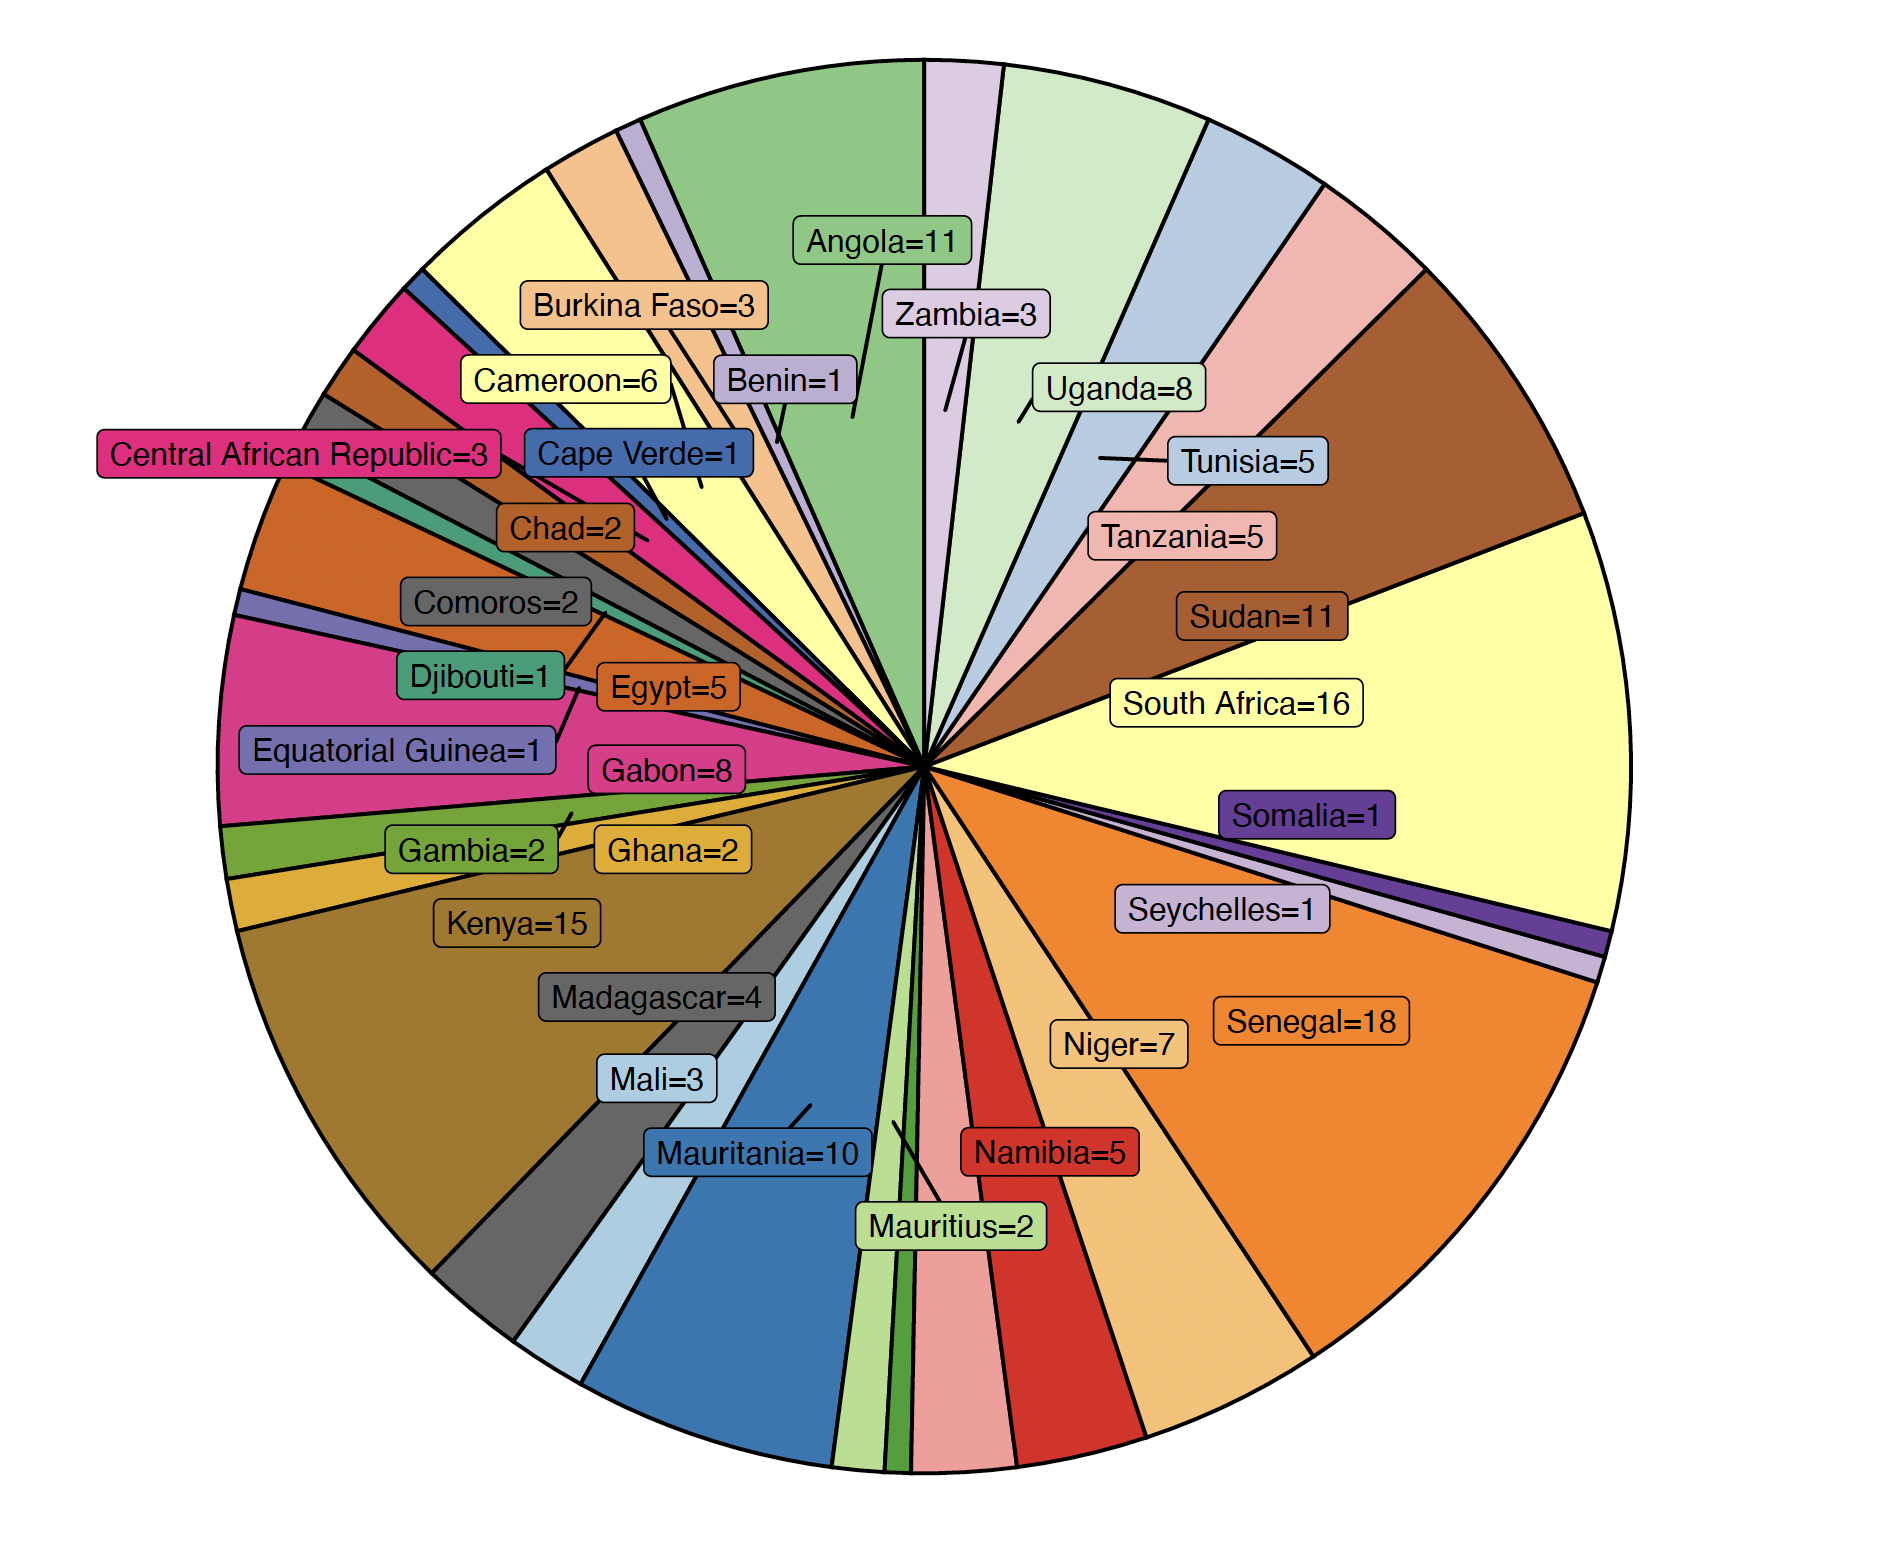 Angola=11
Burkina Faso=3
Zambia=3
Cameroon=6
Benin=1
Uganda=8
Central African Republic=3
Cape Verde=1
Tunisia=5
Chad=2
Tanzania=5
Comoros=2
Sudan=11
Djibouti=1
Egypt=5
South Africa=16
Equatorial Guinea=1
Gabon=8
Somalia=1
Gambia=2
Ghana=2
Seychelles=1
Kenya=15
Madagascar=4
Senegal=18
Niger=7
Mali=3
Mauritania=10
Namibia=5
Mauritius=2